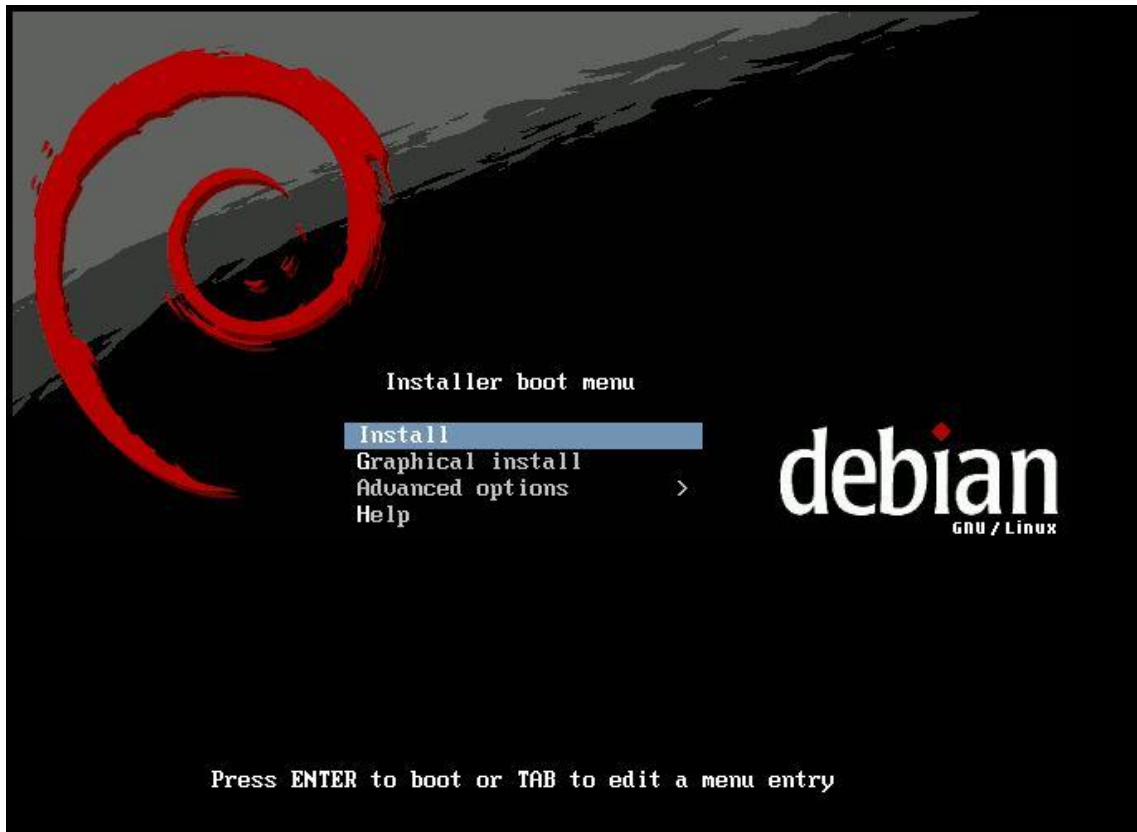 Installer boot menu
Install
Graphical install
Advanced options >
Help
debian
GNU / Linux
Press ENTER to boot or TAB to edit a menu entry